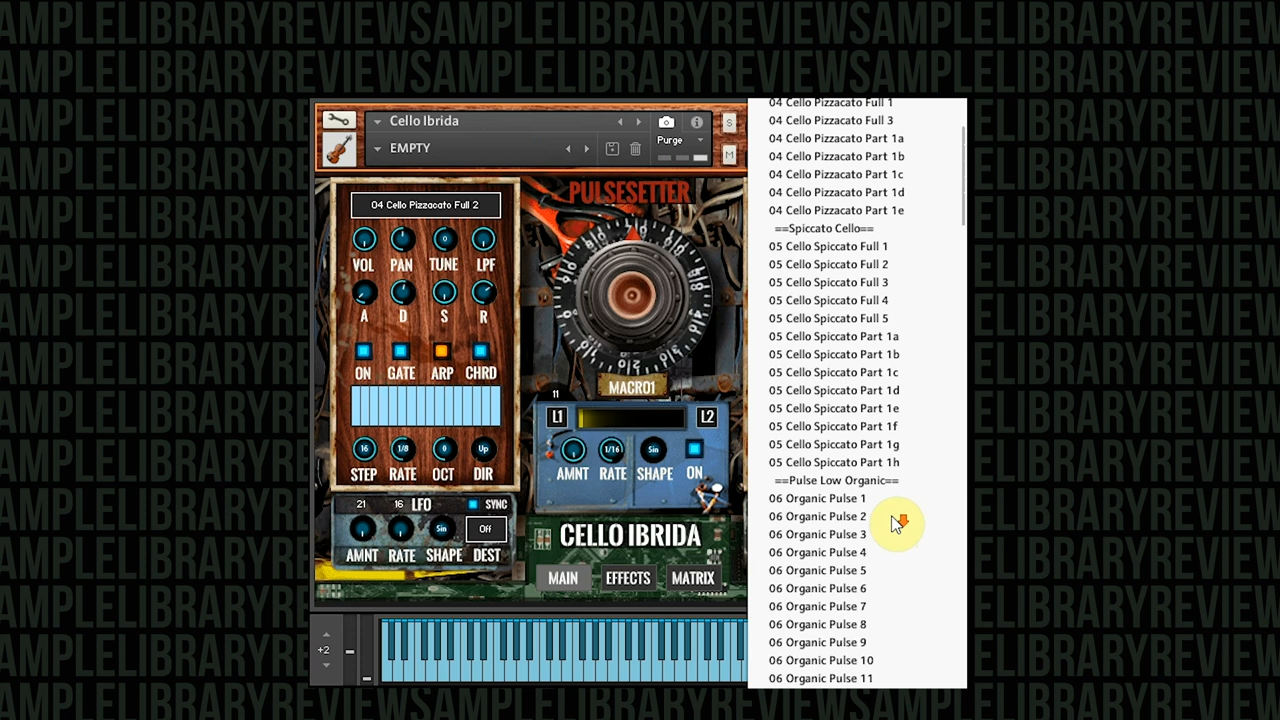 SAMPLELIBRARYREVIEWS
Cello Ibrida
EMPTY
Purge
S
M
PULSESETTER
04 Cello Pizzacato Full 2
VOL PAN TUNE LPF
0
A D S R
ON GATE ARP CHRD
16 1/8 0 Up
STEP RATE OCT DIR
21 16 LFO SYNC
Sin Off
AMNT RATE SHAPE DEST
MACRO1
11
L1 L2
1/16 Sin
AMNT RATE SHAPE ON
CELLO IBRIDA
MAIN EFFECTS MATRIX
+2
04 Cello Pizzacato Full 1
04 Cello Pizzacato Full 3
04 Cello Pizzacato Part 1a
04 Cello Pizzacato Part 1b
04 Cello Pizzacato Part 1c
04 Cello Pizzacato Part 1d
04 Cello Pizzacato Part 1e
==Spiccato Cello==
05 Cello Spiccato Full 1
05 Cello Spiccato Full 2
05 Cello Spiccato Full 3
05 Cello Spiccato Full 4
05 Cello Spiccato Full 5
05 Cello Spiccato Part 1a
05 Cello Spiccato Part 1b
05 Cello Spiccato Part 1c
05 Cello Spiccato Part 1d
05 Cello Spiccato Part 1e
05 Cello Spiccato Part 1f
05 Cello Spiccato Part 1g
05 Cello Spiccato Part 1h
==Pulse Low Organic==
06 Organic Pulse 1
06 Organic Pulse 2
06 Organic Pulse 3
06 Organic Pulse 4
06 Organic Pulse 5
06 Organic Pulse 6
06 Organic Pulse 7
06 Organic Pulse 8
06 Organic Pulse 9
06 Organic Pulse 10
06 Organic Pulse 11